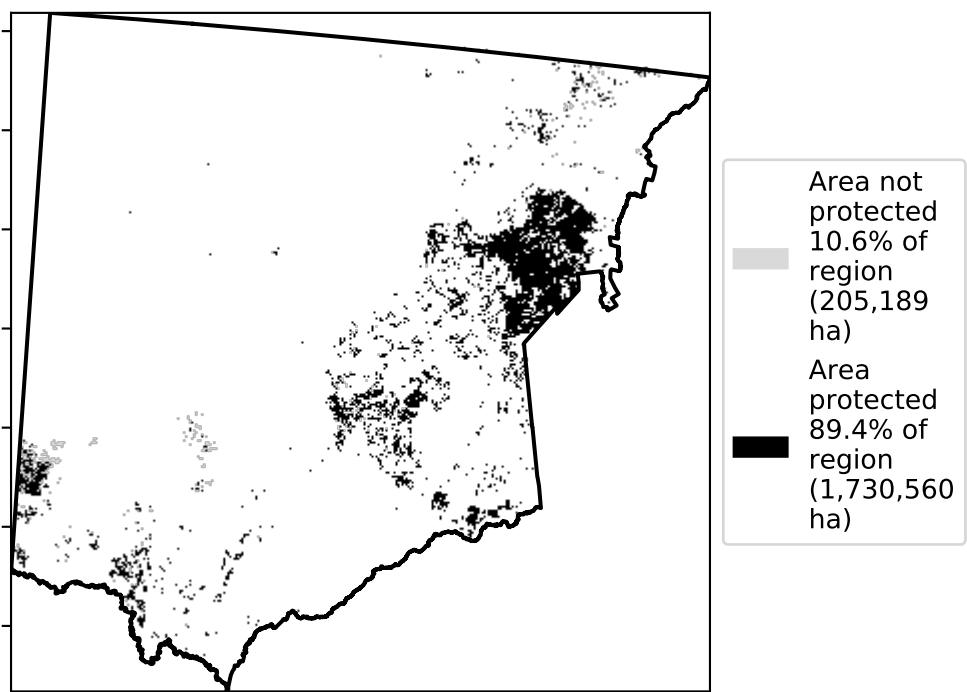 Area not
protected
10.6% of
region
(205,189
ha)
Area
protected
89.4% of
region
(1,730,560
ha)